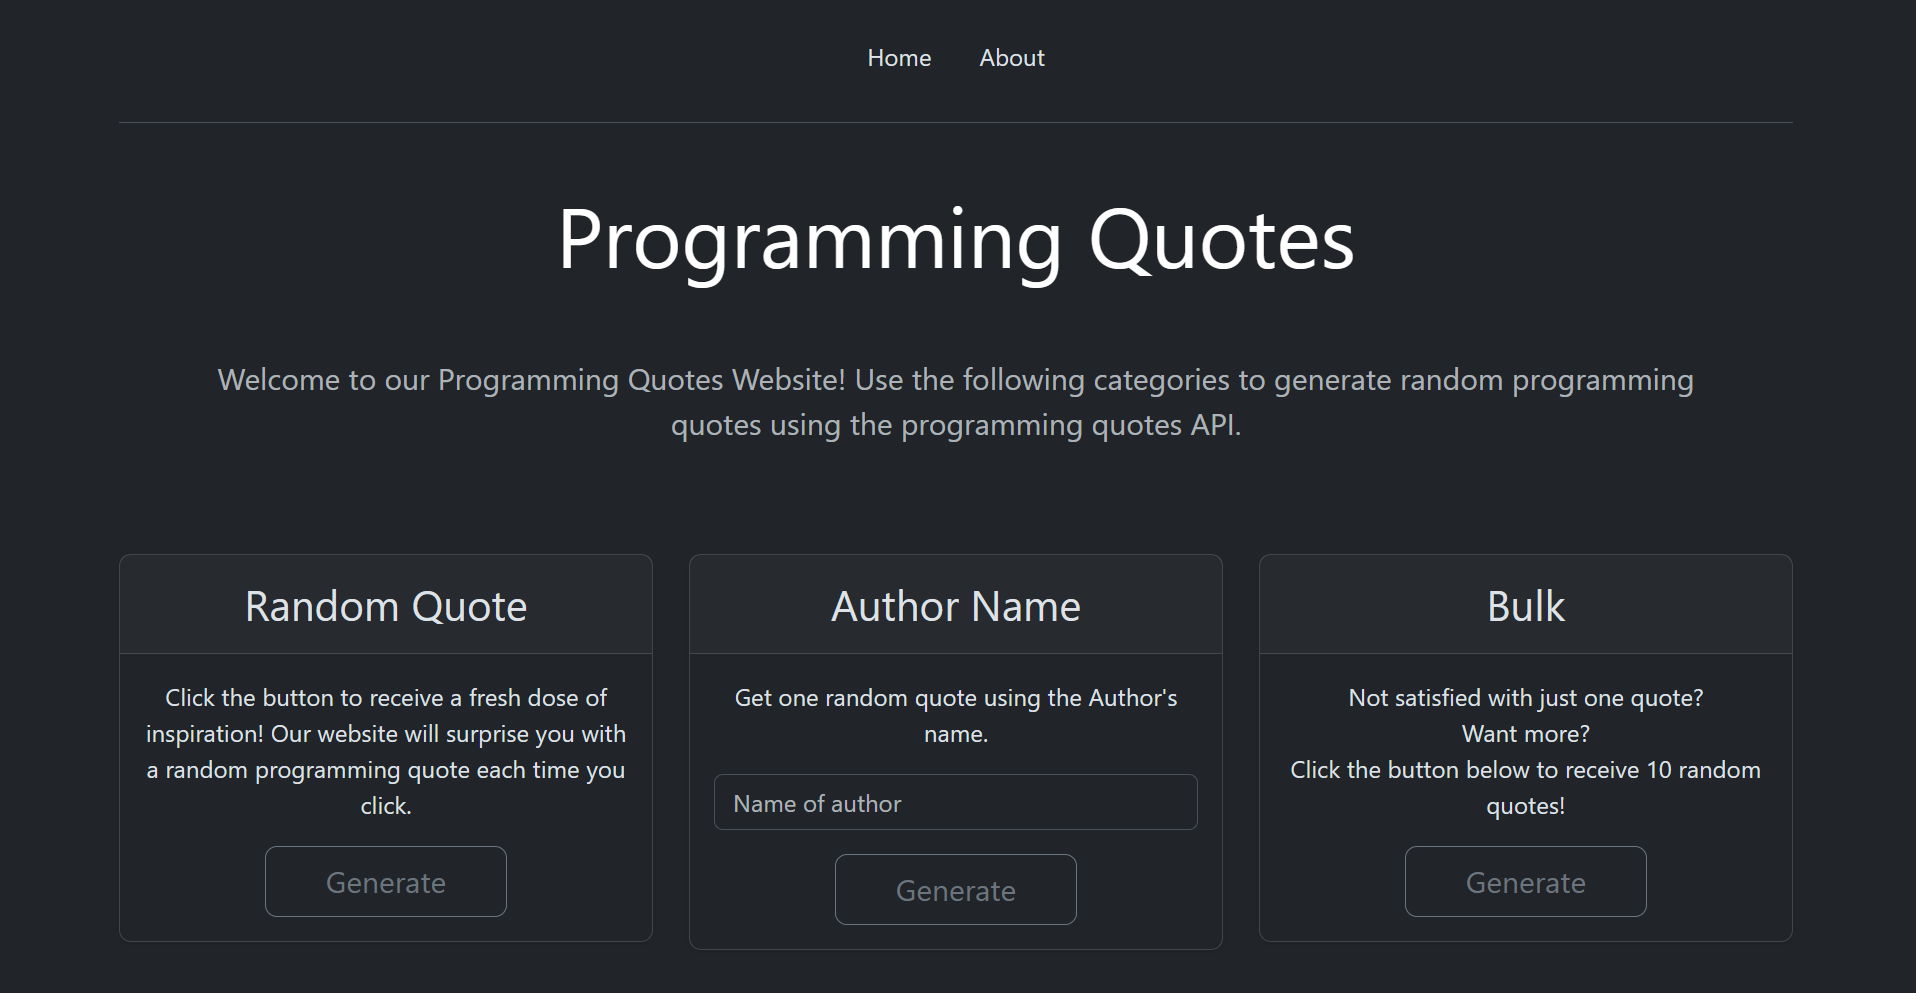 Home About
Programming Quotes
Welcome to our Programming Quotes Website! Use the following categories to generate random programming
quotes using the programming quotes API.
Random Quote
Click the button to receive a fresh dose of
inspiration! Our website will surprise you with
a random programming quote each time you
click.
Generate
Author Name
Get one random quote using the Author's
name.
Name of author
Generate
Bulk
Not satisfied with just one quote?
Want more?
Click the button below to receive 10 random
quotes!
Generate